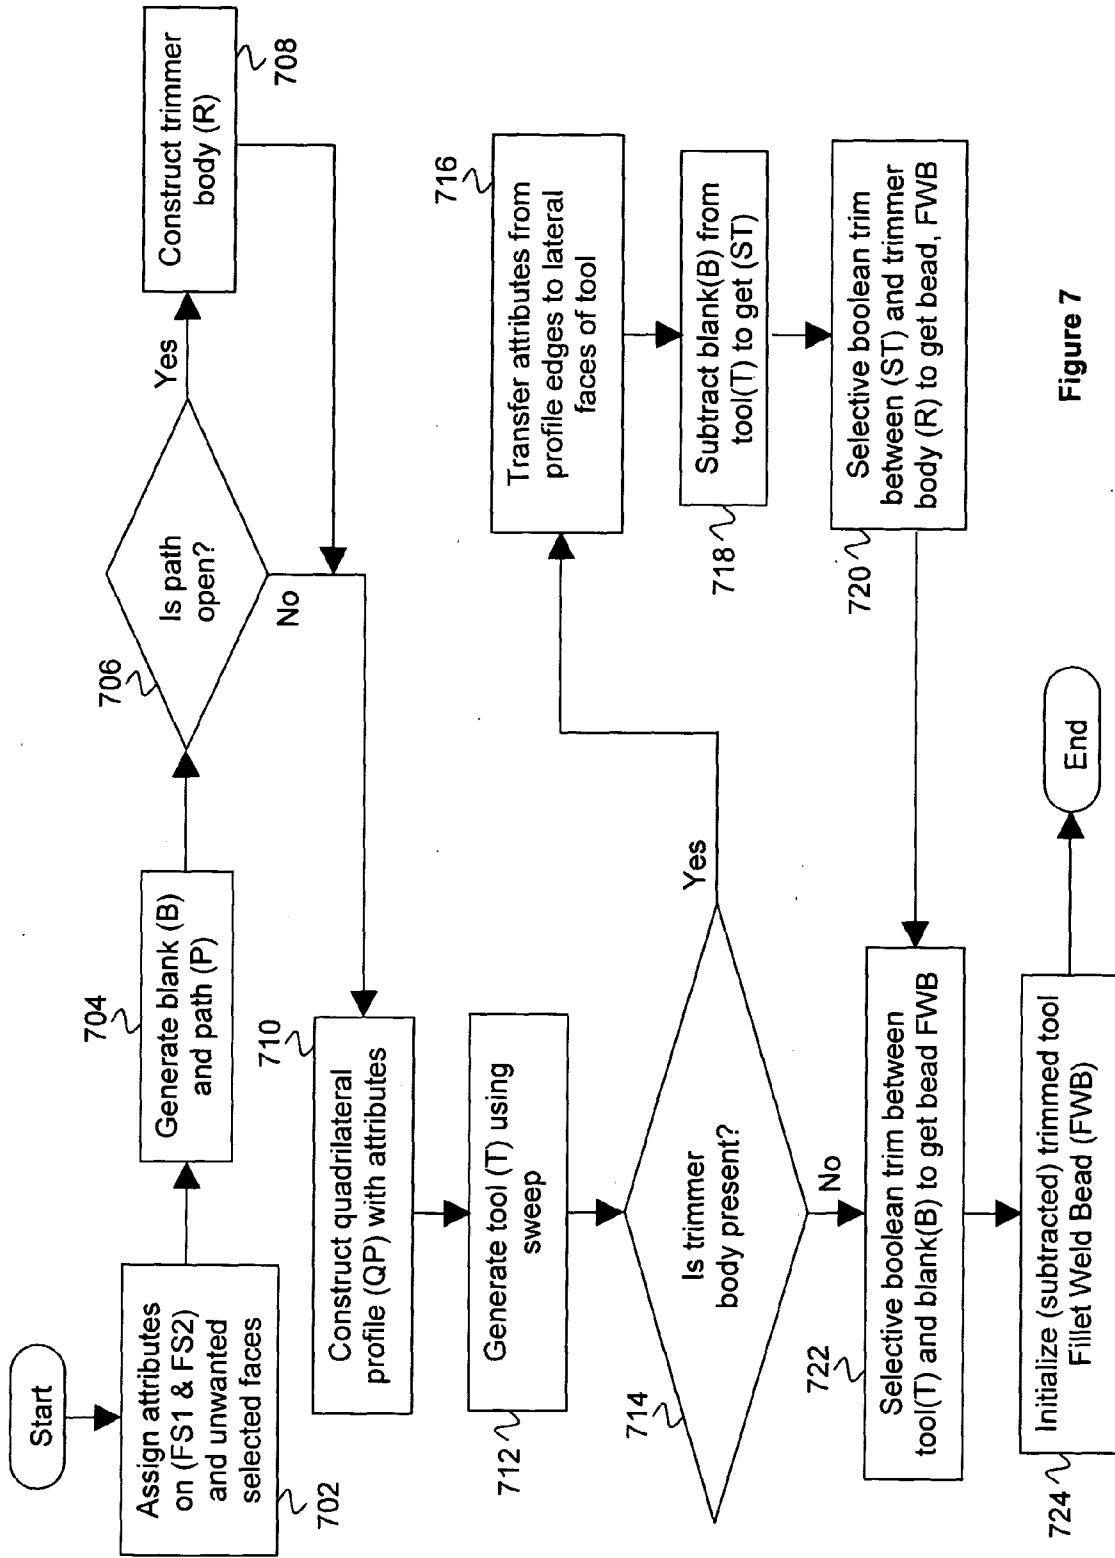 Start
Assign attributes
on (FS1 & FS2)
and unwanted
selected faces
702
704
Generate blank (B)
and path (P)
706
Is path
open?
Yes
No
Construct trimmer
body (R)
708
710
Construct quadrilateral
profile (QP) with attributes
Generate tool (T) using
sweep
712
Is trimmer
body present?
714
Yes
No
716
Transfer attributes from
profile edges to lateral
faces of tool
Subtract blank(B) from
tool(T) to get (ST)
718
Selective boolean trim
between (ST) and trimmer
body (R) to get bead, FWB
720
Selective boolean trim between
tool(T) and blank(B) to get bead FWB
722
Initialize (subtracted) trimmed tool
Fillet Weld Bead (FWB)
724
End
Figure 7